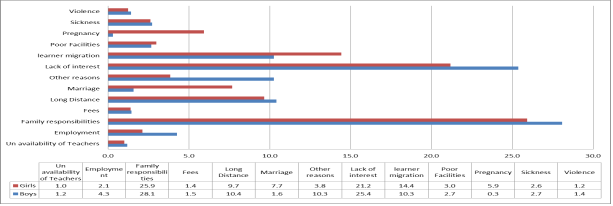 Violence
Sickness
Pregnancy
Poor Facilities
learner migration
Lack of interest
Other reasons
Marriage
Long Distance
Fees
Family responsibilities
Employment
Un availability of Teachers
0.0 5.0 10.0 15.0 20.0 25.0 30.0
Un availability of Teachers Employme nt Family responsibili ties Fees Long Distance Marriage Other reasons Lack of interest learner migration Poor Facilities Pregnancy Sickness Violence
Girls 1.0 2.1 25.9 1.4 9.7 7.7 3.8 21.2 14.4 3.0 5.9 2.6 1.2
Boys 1.2 4.3 28.1 1.5 10.4 1.6 10.3 25.4 10.3 2.7 0.3 2.7 1.4